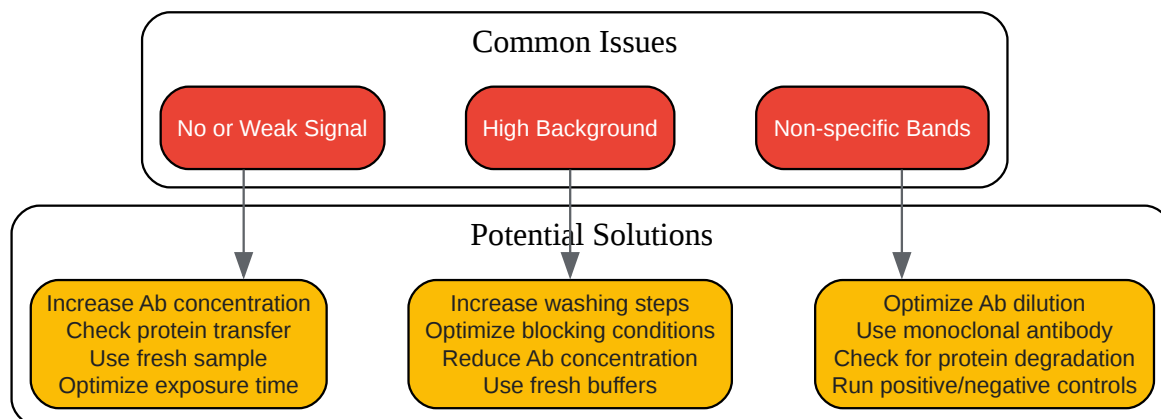 Common Issues
No or Weak Signal
High Background
Non-specific Bands
Potential Solutions
Increase Ab concentration
Check protein transfer
Use fresh sample
Optimize exposure time
Increase washing steps
Optimize blocking conditions
Reduce Ab concentration
Use fresh buffers
Optimize Ab dilution
Use monoclonal antibody
Check for protein degradation
Run positive/negative controls